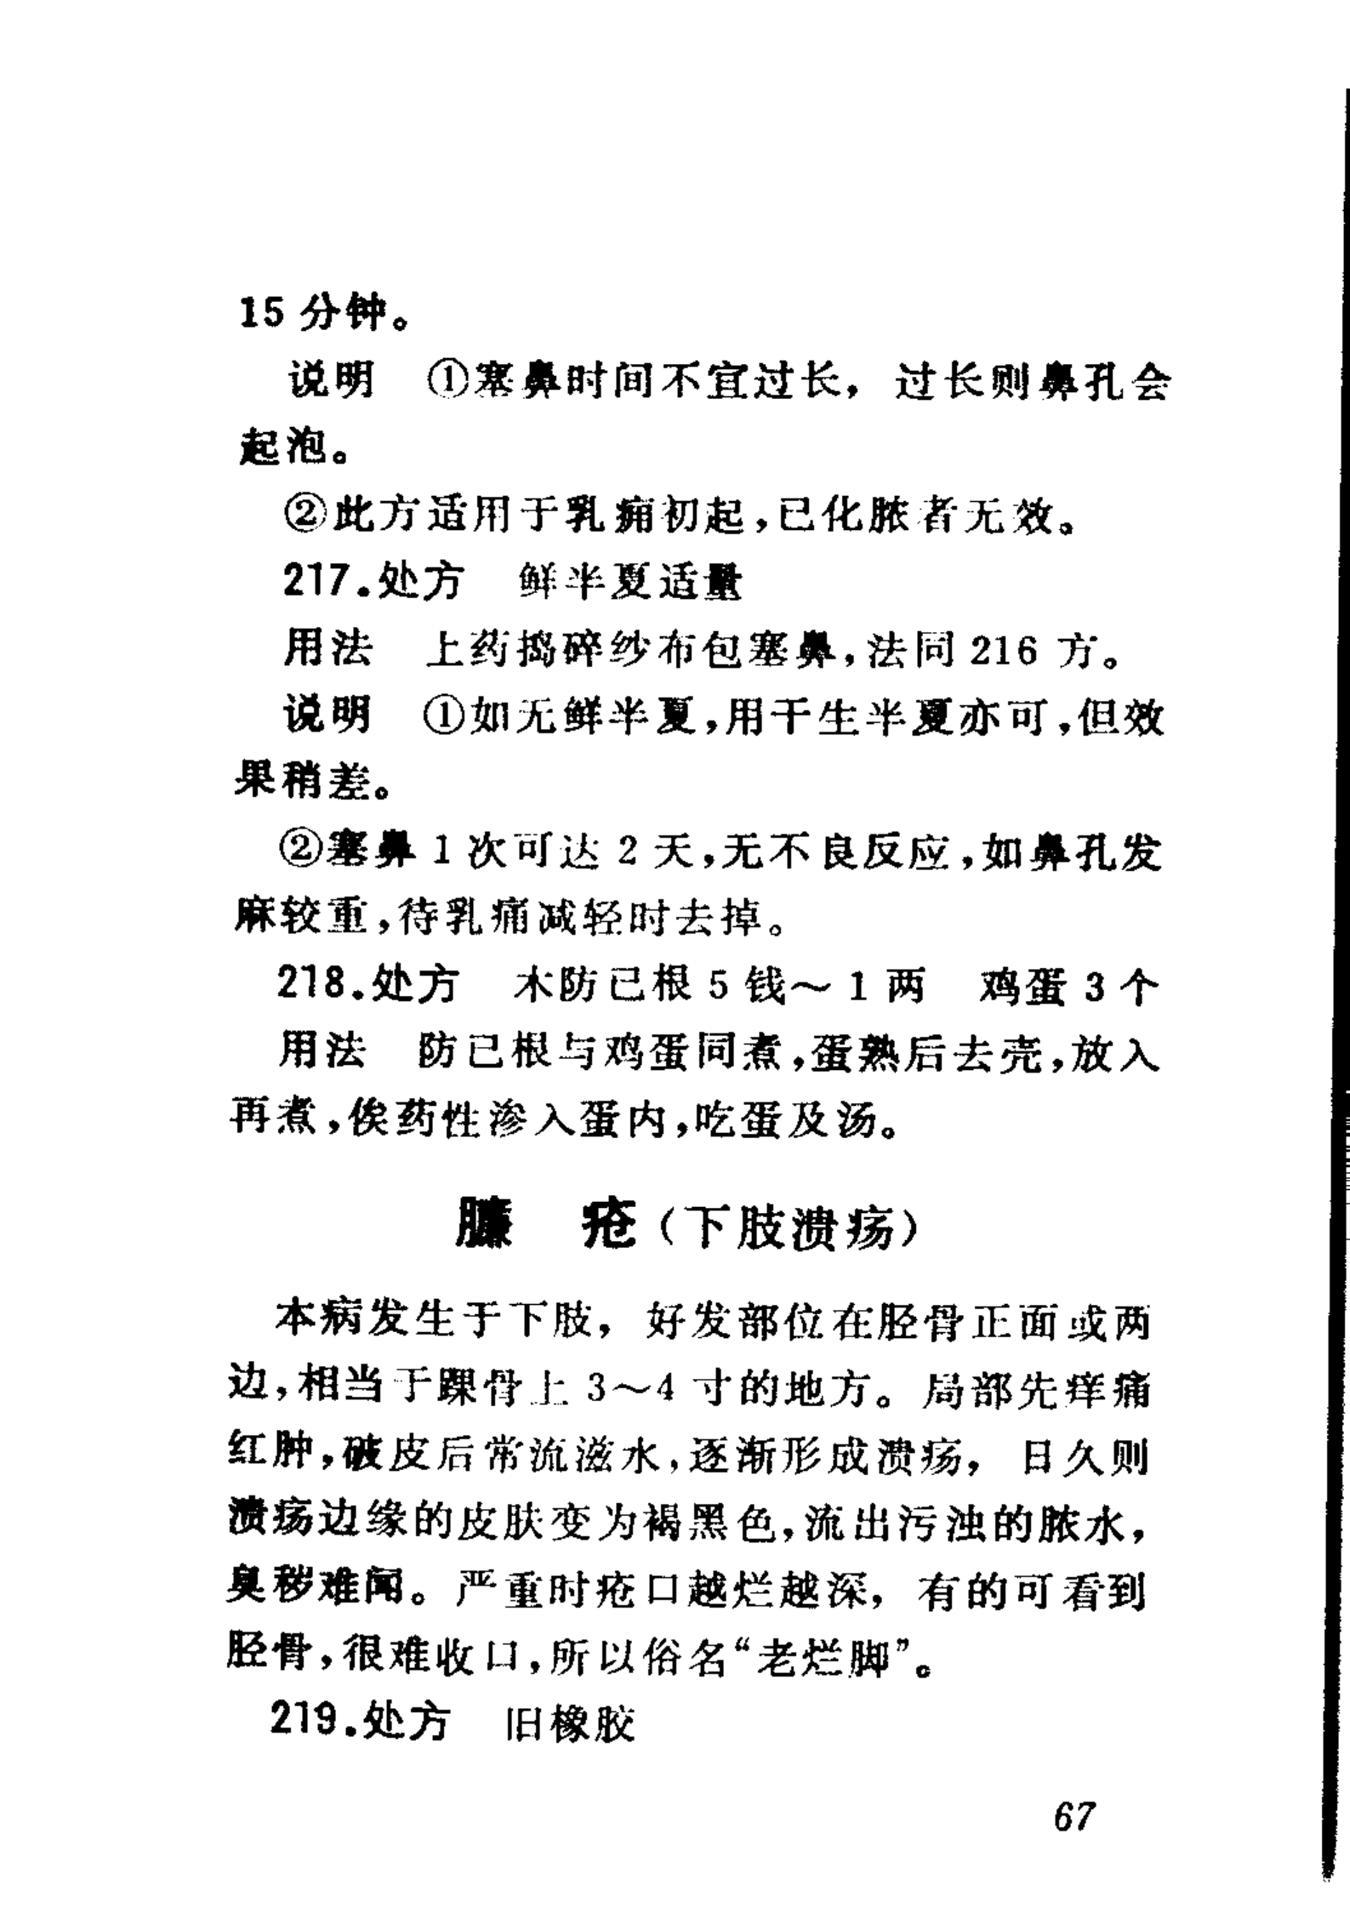 15 分钟。
说明 ①塞鼻时间不宜过长，过长则鼻孔会
起泡。
②此方适用于乳痈初起，已化脓者无效。
217.处方 鲜半夏适量
用法 上药捣碎纱布包塞鼻，法同 216 方。
说明 ①如无鲜半夏，用干生半夏亦可，但效
果稍差。
②塞鼻 1 次可达 2 天，无不良反应，如鼻孔发
麻较重，待乳痛减轻时去掉。
218.处方 木防已根 5 钱～1 两 鸡蛋 3 个
用法 防已根与鸡蛋同煮，蛋熟后去壳，放入
再煮，俟药性渗入蛋内，吃蛋及汤。
臁 疮（下肢溃疡）
本病发生于下肢，好发部位在胫骨正面或两
边，相当于踝骨上 3～4 寸的地方。局部先痒痛
红肿，破皮后常流滋水，逐渐形成溃疡，日久则
溃疡边缘的皮肤变为褐黑色，流出污浊的脓水，
臭秽难闻。严重时疮口越烂越深，有的可看到
胫骨，很难收口，所以俗名“老烂脚”。
219.处方 旧橡胶
67